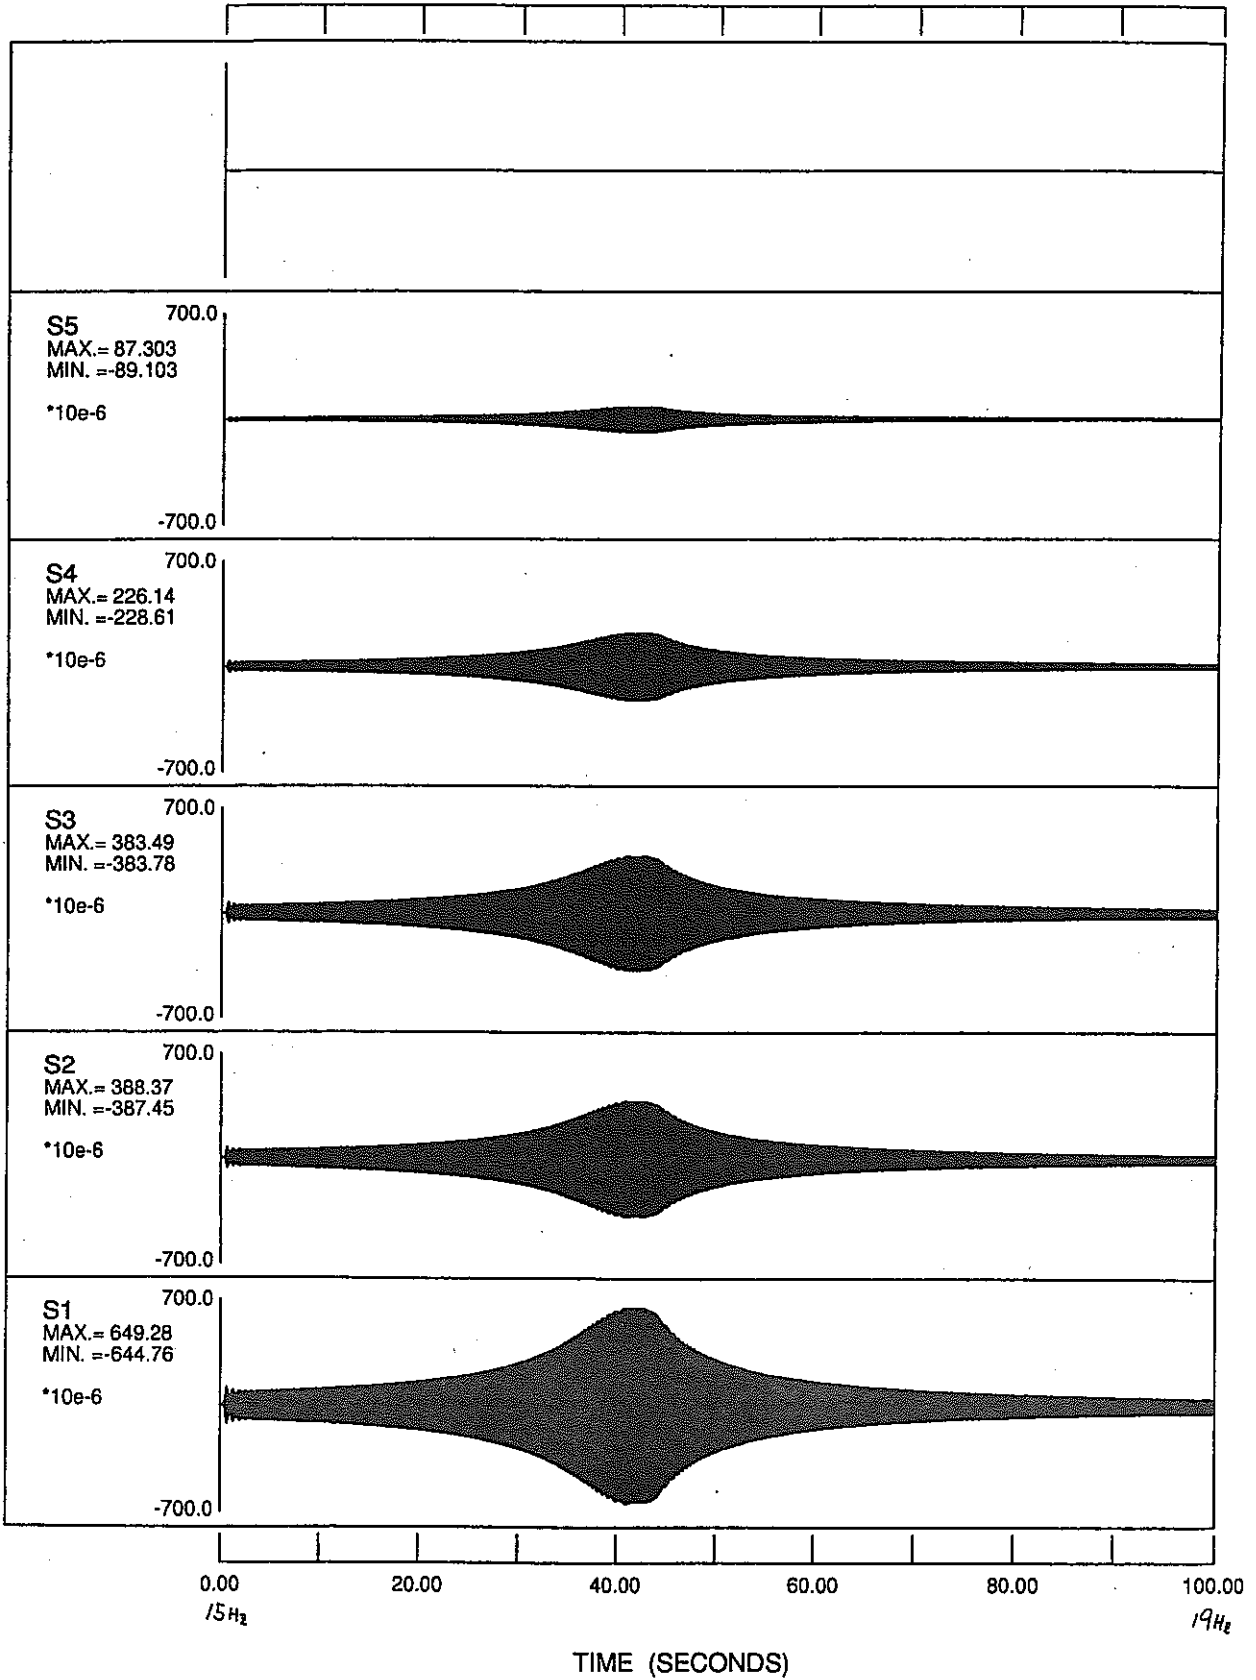 700.0
S5
MAX.= 87.303
MIN. =-89.103
*10e-6
-700.0
700.0
S4
MAX.= 226.14
MIN. =-228.61
*10e-6
-700.0
700.0
S3
MAX.= 383.49
MIN. =-383.78
*10e-6
-700.0
700.0
S2
MAX.= 388.37
MIN. =-387.45
*10e-6
-700.0
700.0
S1
MAX.= 649.28
MIN. =-644.76
*10e-6
-700.0
0.00 20.00 40.00 60.00 80.00 100.00
15Hz 19Hz
TIME (SECONDS)